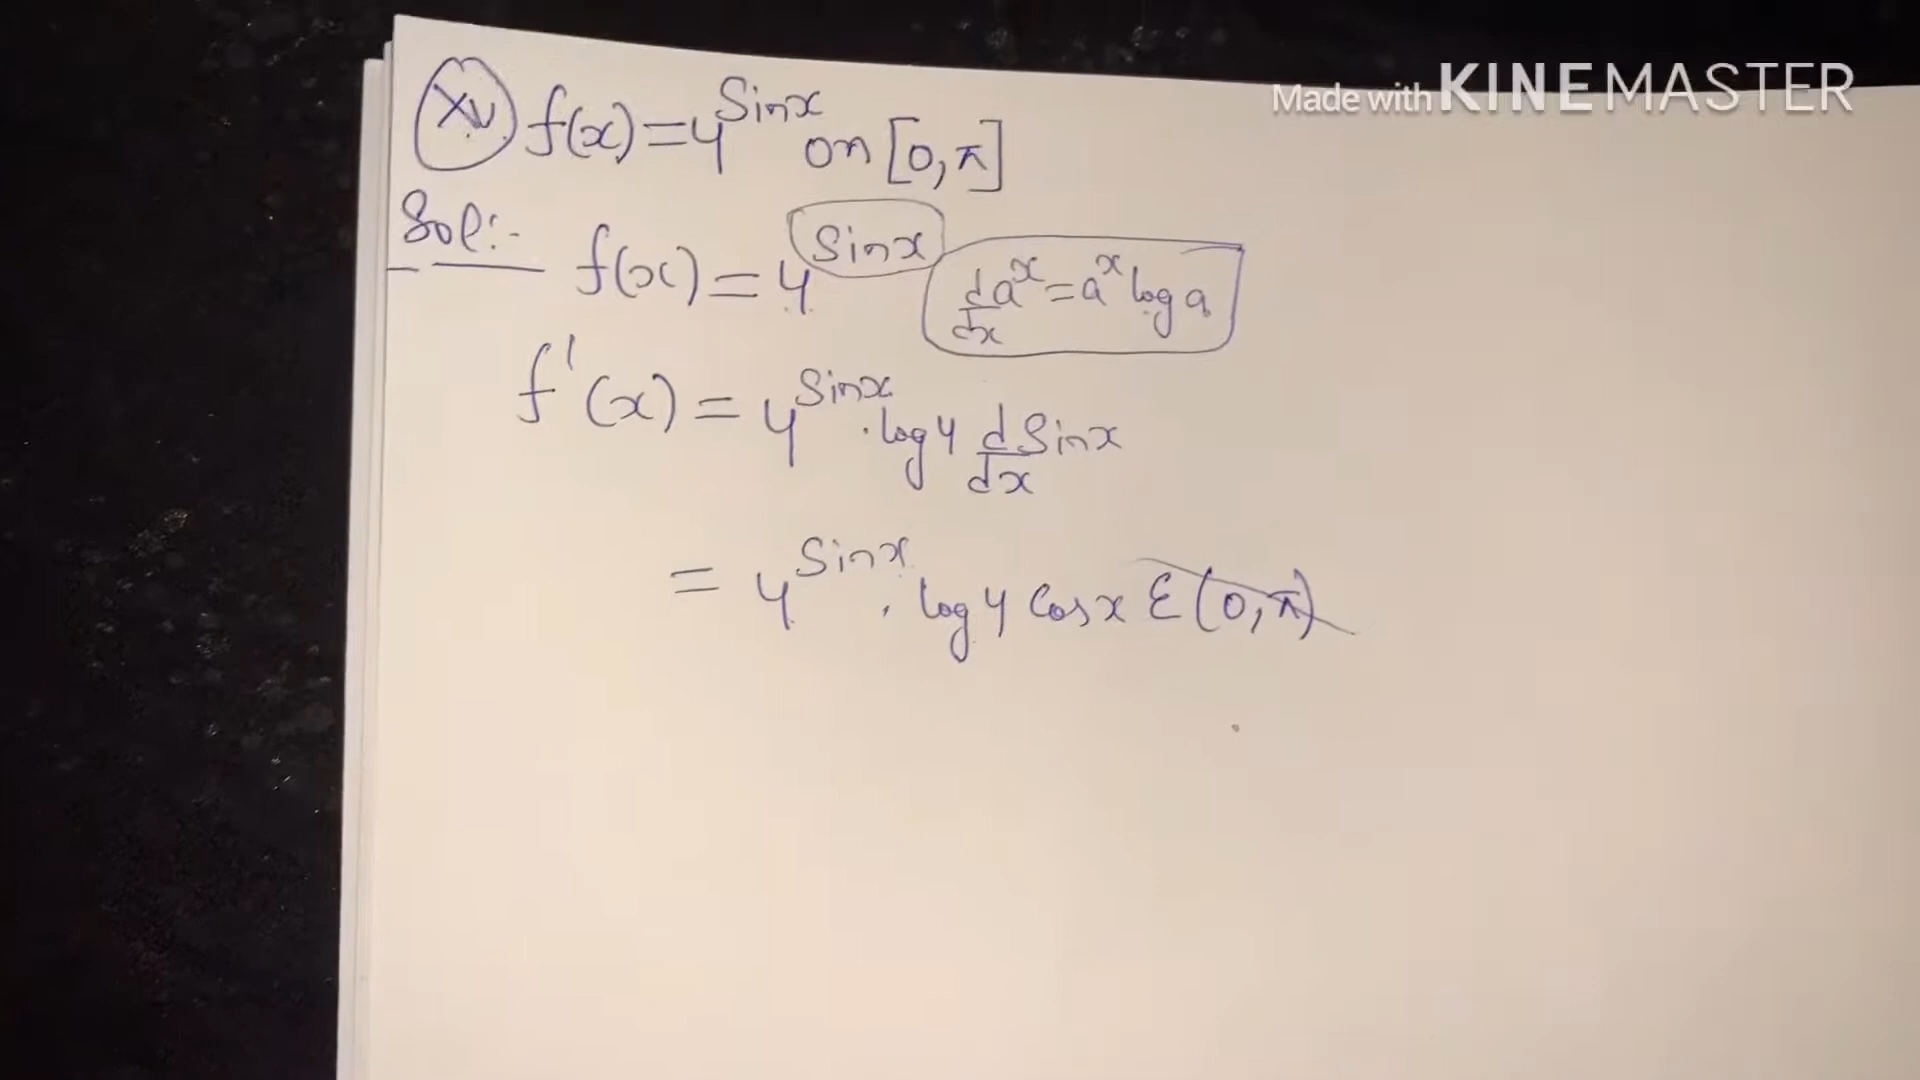 Made with KINEMASTER
XV f(x) = 4^Sinx on [0, π]
Sol:-
f(x) = 4^Sinx
d/dx a^x = a^x log a
f'(x) = 4^Sinx . log 4 d/dx Sinx
= 4^Sinx . log 4 Cosx ε (0, π)